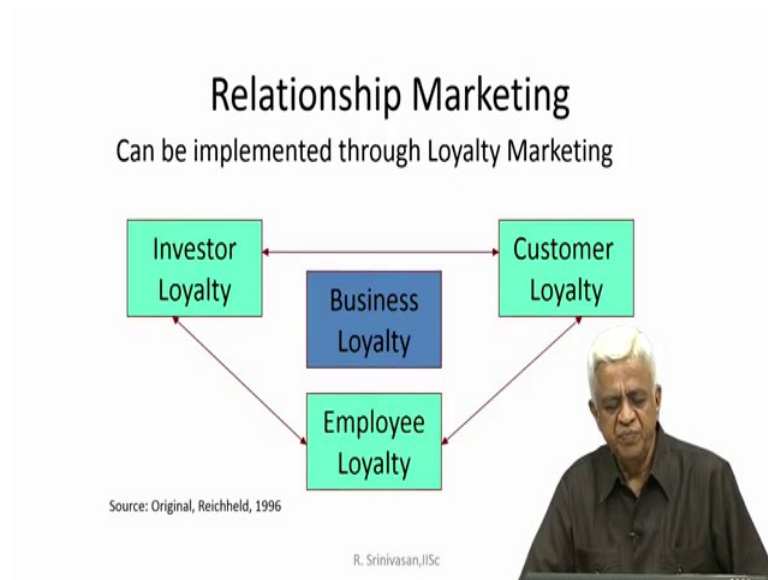 Relationship Marketing
Can be implemented through Loyalty Marketing
Investor
Loyalty
Customer
Loyalty
Business
Loyalty
Employee
Loyalty
Source: Original, Reichheld, 1996
R. Srinivasan,IISc